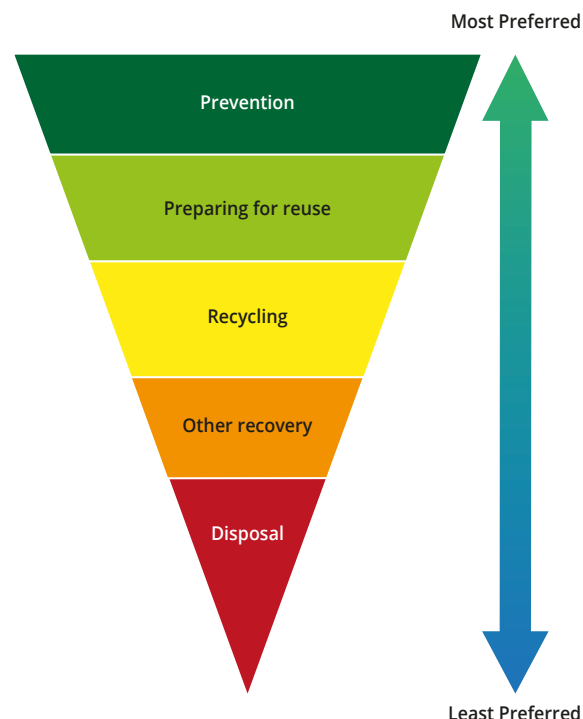 Most Preferred
Prevention
Preparing for reuse
Recycling
Other recovery
Disposal
Least Preferred